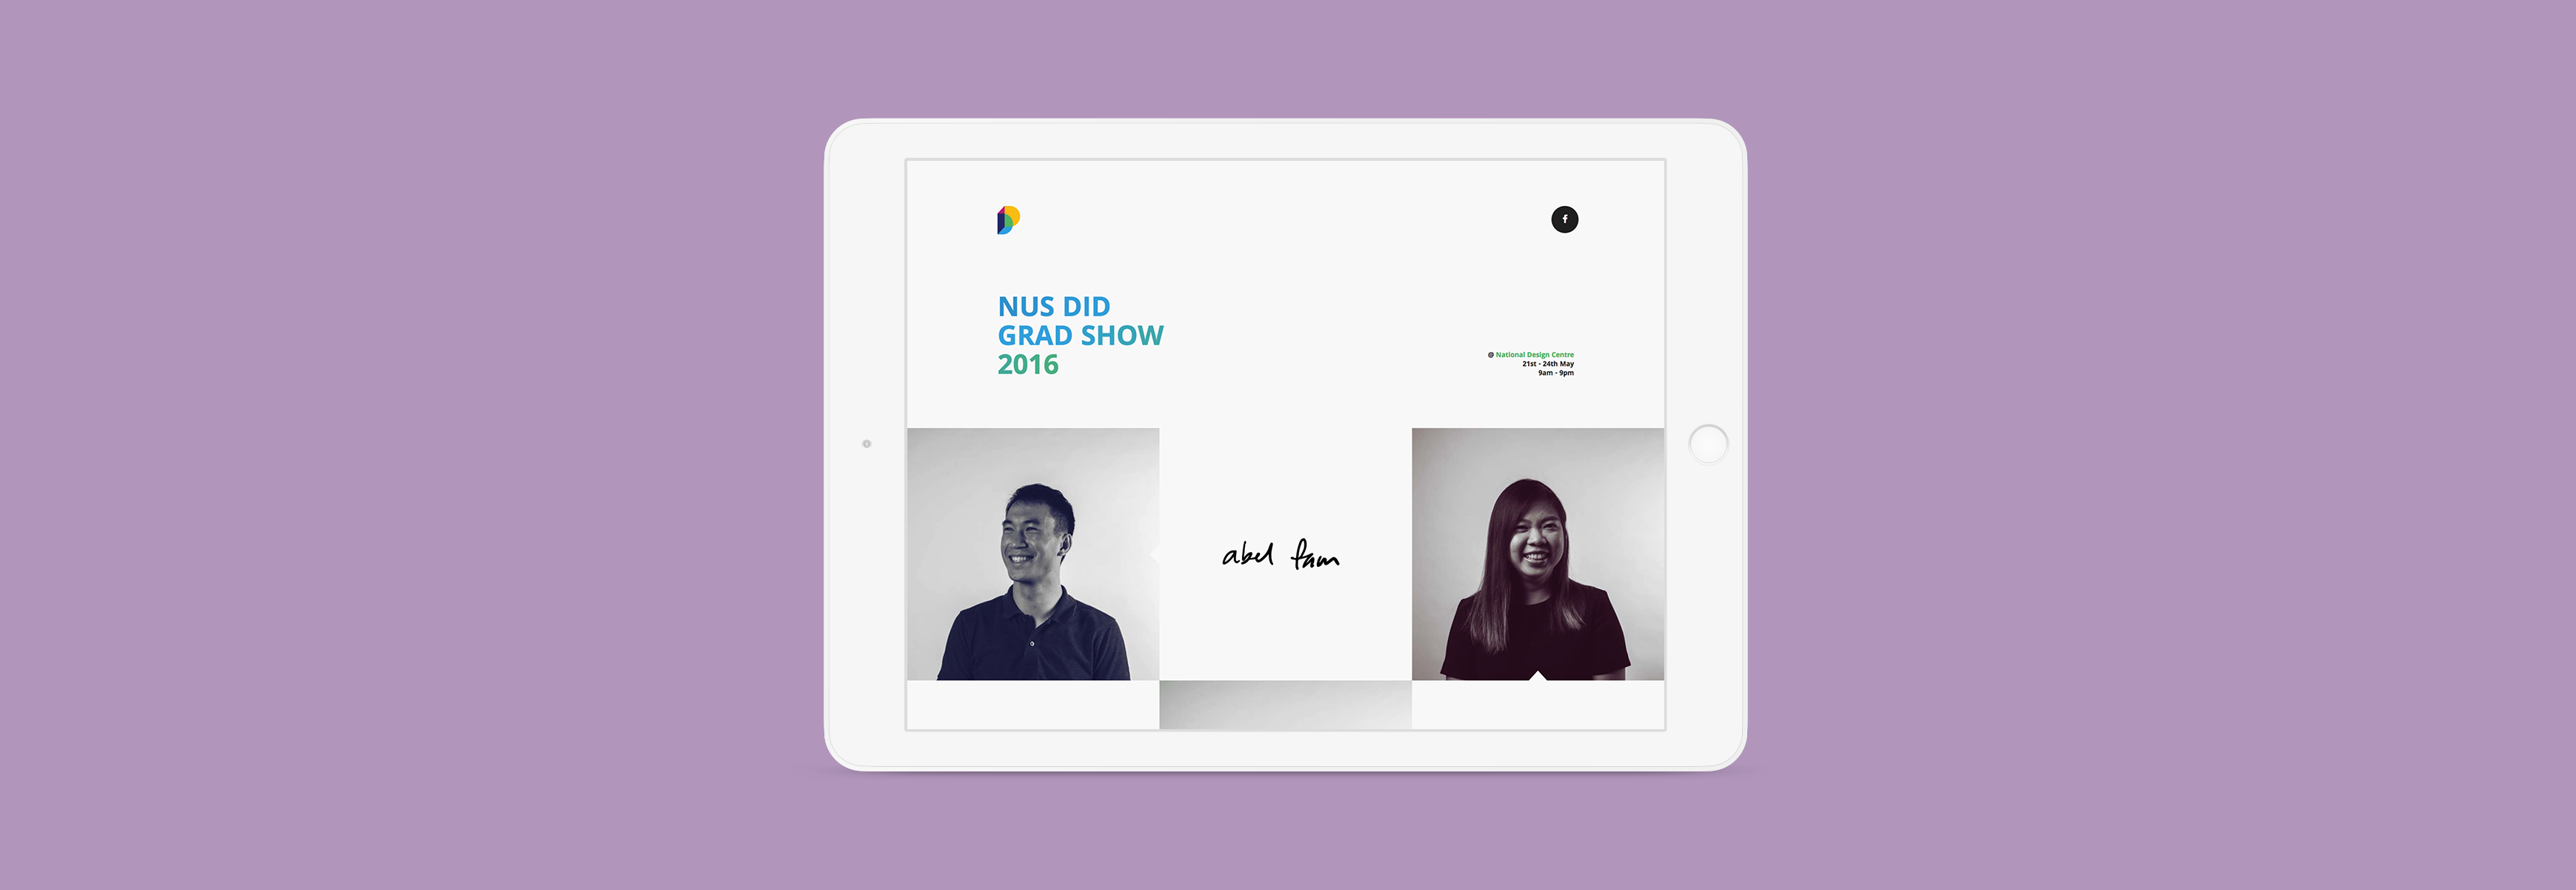 NUS DID
GRAD SHOW
2016
@ National Design Centre
21st - 24th May
9am - 9pm
abel tam